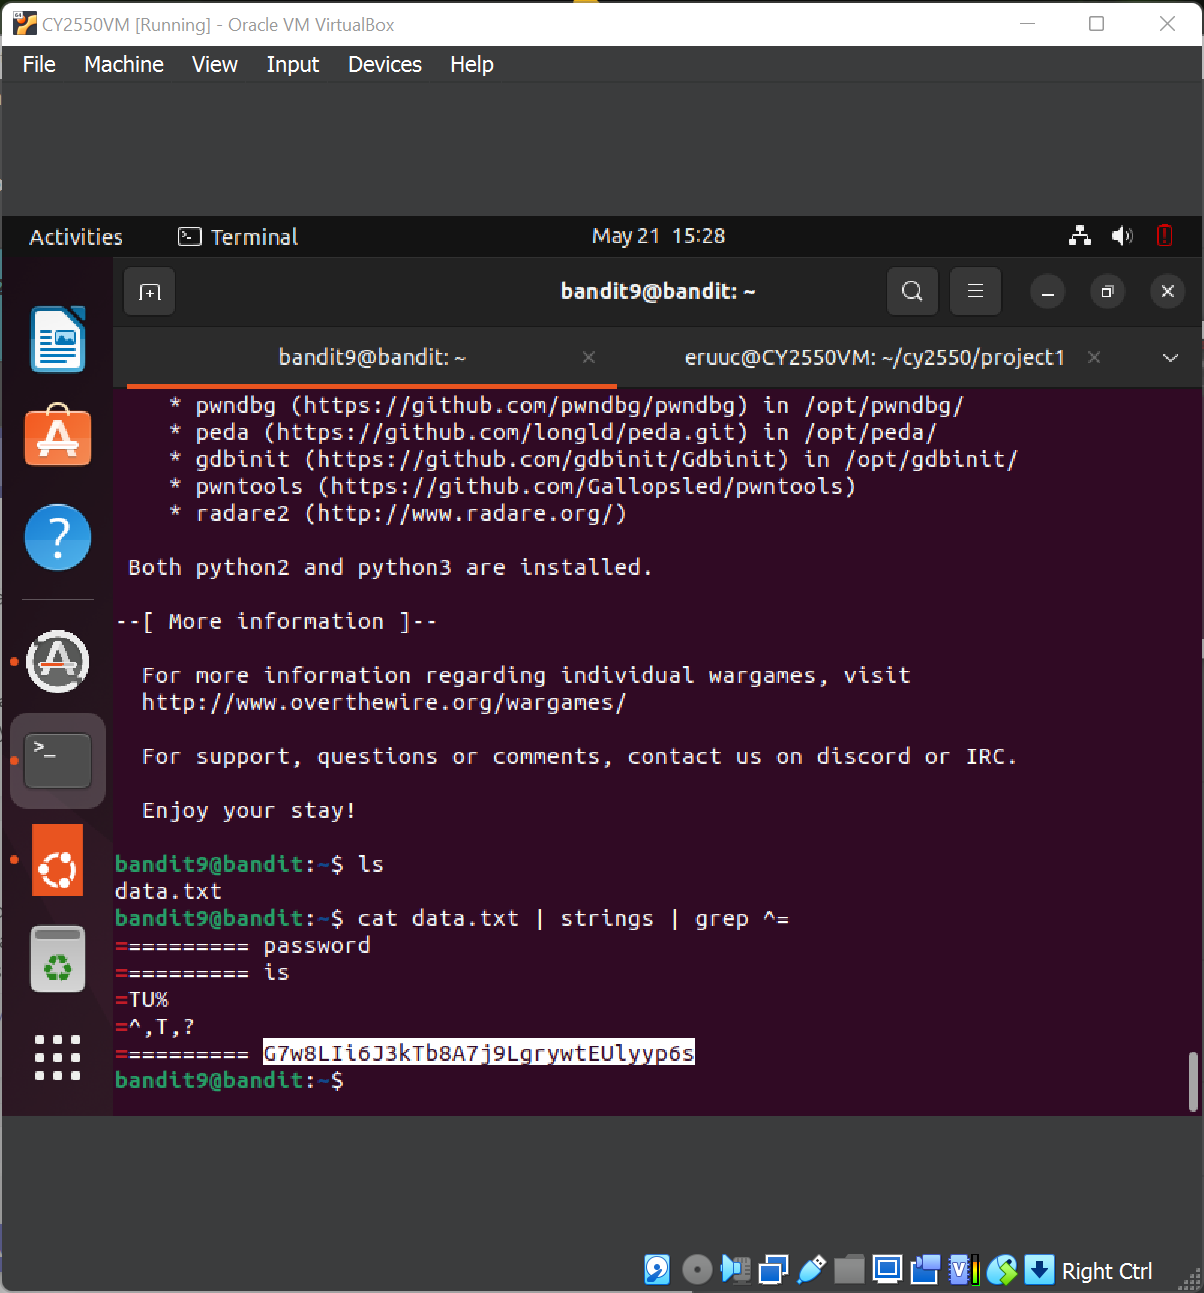 CY2550VM [Running] - Oracle VM VirtualBox
File Machine View Input Devices Help
Activities Terminal May 21 15:28
bandit9@bandit: ~
bandit9@bandit: ~ eruuc@CY2550VM: ~/cy2550/project1
* pwndbg (https://github.com/pwndbg/pwndbg) in /opt/pwndbg/
* peda (https://github.com/longld/peda.git) in /opt/peda/
* gdbinit (https://github.com/gdbinit/Gdbinit) in /opt/gdbinit/
* pwntools (https://github.com/Gallopsled/pwntools)
* radare2 (http://www.radare.org/)
Both python2 and python3 are installed.
--[ More information ]--
For more information regarding individual wargames, visit
http://www.overthewire.org/wargames/
For support, questions or comments, contact us on discord or IRC.
Enjoy your stay!
bandit9@bandit:~$ ls
data.txt
bandit9@bandit:~$ cat data.txt | strings | grep ^=
========== password
========== is
=TU%
=^,T,?
========== G7w8LIi6J3kTb8A7j9LgrywtEUlyyp6s
bandit9@bandit:~$
Right Ctrl